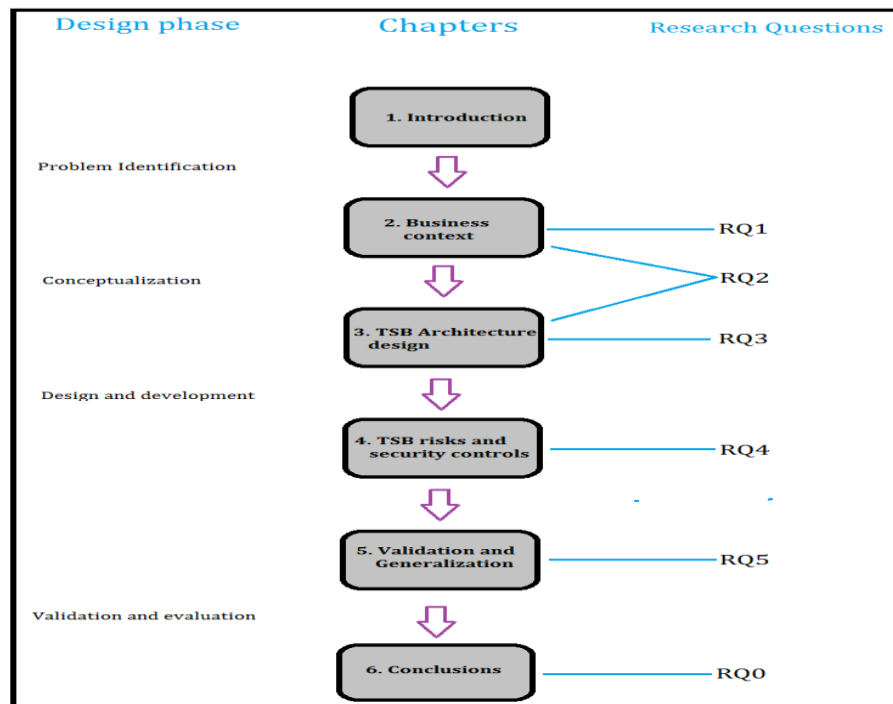 Design phase
Chapters
Research Questions
1. Introduction
Problem Identification
2. Business
context
RQ1
Conceptualization
RQ2
3. TSB Architecture
design
RQ3
Design and development
4. TSB risks and
security controls
RQ4
5. Validation and
Generalization
RQ5
Validation and evaluation
6. Conclusions
RQ0